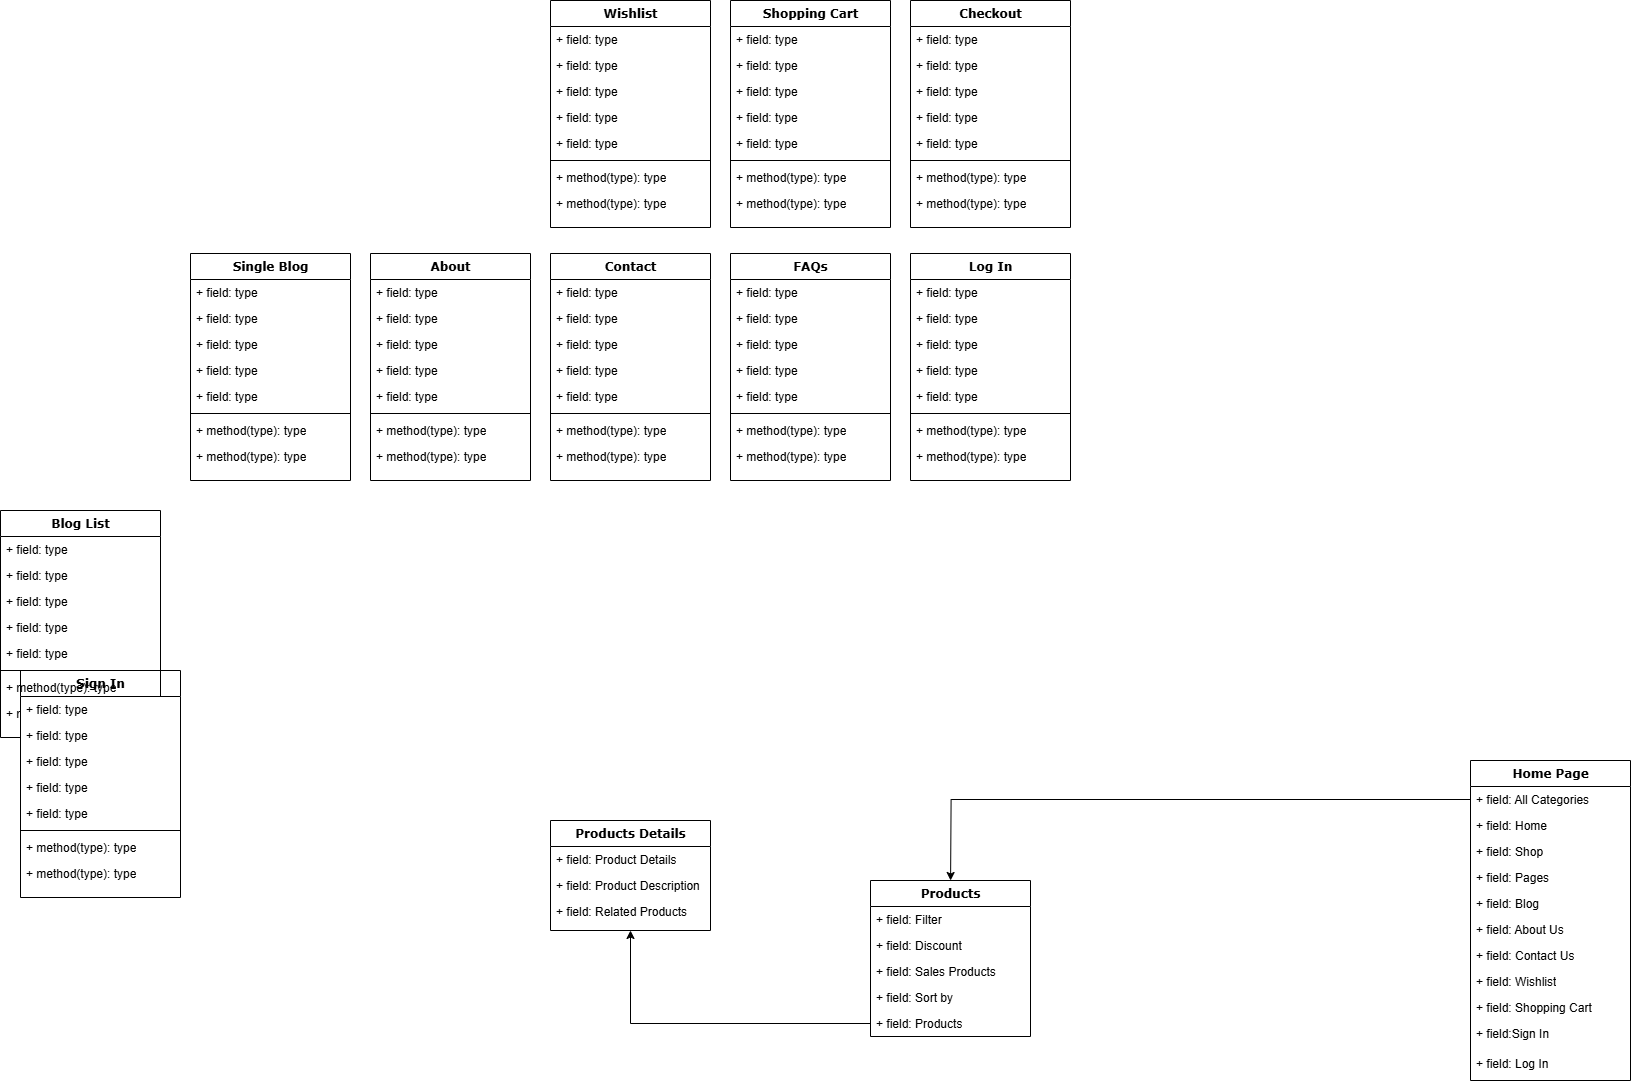 Wishlist
+ field: type
+ field: type
+ field: type
+ field: type
+ field: type
+ method(type): type
+ method(type): type
Shopping Cart
+ field: type
+ field: type
+ field: type
+ field: type
+ field: type
+ method(type): type
+ method(type): type
Checkout
+ field: type
+ field: type
+ field: type
+ field: type
+ field: type
+ method(type): type
+ method(type): type
Single Blog
+ field: type
+ field: type
+ field: type
+ field: type
+ field: type
+ method(type): type
+ method(type): type
About
+ field: type
+ field: type
+ field: type
+ field: type
+ field: type
+ method(type): type
+ method(type): type
Contact
+ field: type
+ field: type
+ field: type
+ field: type
+ field: type
+ method(type): type
+ method(type): type
FAQs
+ field: type
+ field: type
+ field: type
+ field: type
+ field: type
+ method(type): type
+ method(type): type
Log In
+ field: type
+ field: type
+ field: type
+ field: type
+ field: type
+ method(type): type
+ method(type): type
Blog List
+ field: type
+ field: type
+ field: type
+ field: type
+ field: type
+ method(type): type
+
Sign In
+ field: type
+ field: type
+ field: type
+ field: type
+ field: type
+ method(type): type
+ method(type): type
Products Details
+ field: Product Details
+ field: Product Description
+ field: Related Products
Products
+ field: Filter
+ field: Discount
+ field: Sales Products
+ field: Sort by
+ field: Products
Home Page
+ field: All Categories
+ field: Home
+ field: Shop
+ field: Pages
+ field: Blog
+ field: About Us
+ field: Contact Us
+ field: Wishlist
+ field: Shopping Cart
+ field:Sign In
+ field: Log In